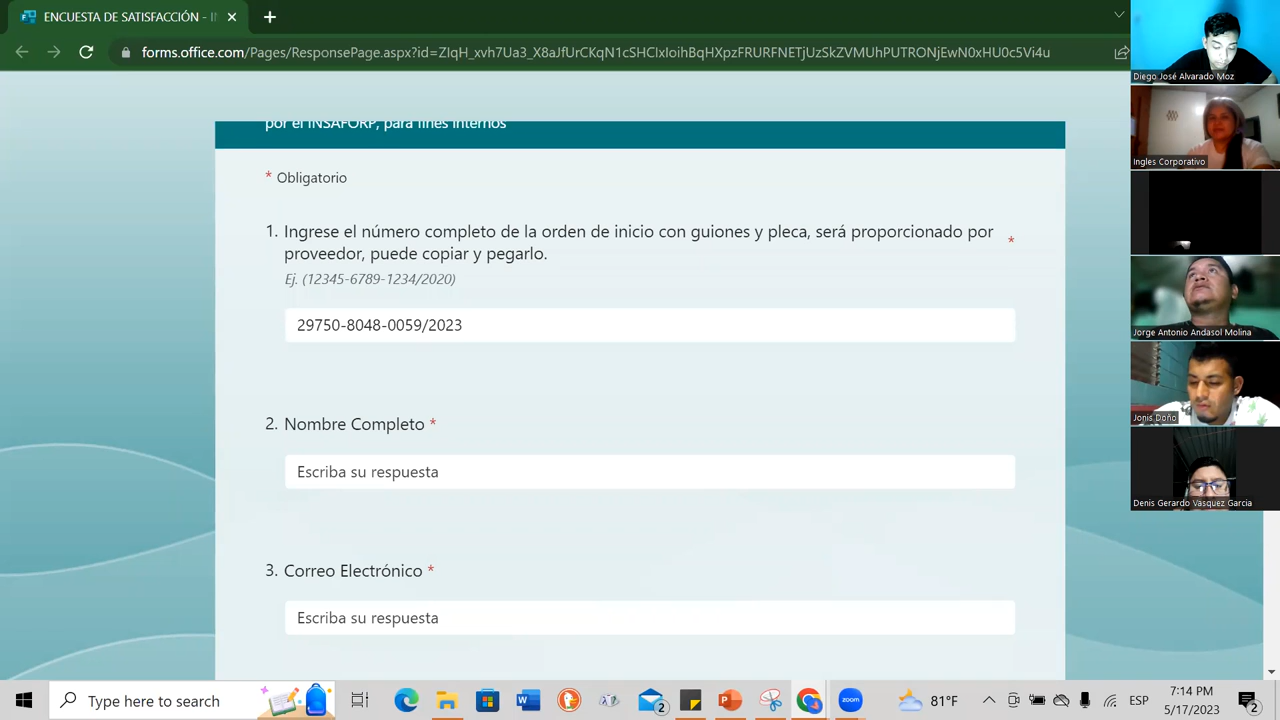 ENCUESTA DE SATISFACCIÓN - I
forms.office.com/Pages/ResponsePage.aspx?id=ZIqH_xvh7Ua3_X8aJfUrCKqN1cSHCIxIoihBqHXpzFRURFNETjUzSkZVMUhPUTRONjEwN0xHU0c5Vi4u
por el INSAFORP, para fines internos
* Obligatorio
1. Ingrese el número completo de la orden de inicio con guiones y pleca, será proporcionado por
proveedor, puede copiar y pegarlo. *
Ej. (12345-6789-1234/2020)
29750-8048-0059/2023
2. Nombre Completo *
Escriba su respuesta
3. Correo Electrónico *
Escriba su respuesta
Diego José Alvarado Moz
Ingles Corporativo
Jorge Antonio Andasol Molina
Jonis Doño
Denis Gerardo Vasquez Garcia
Type here to search
2
zoom
81°F
ESP
7:14 PM
5/17/2023
2